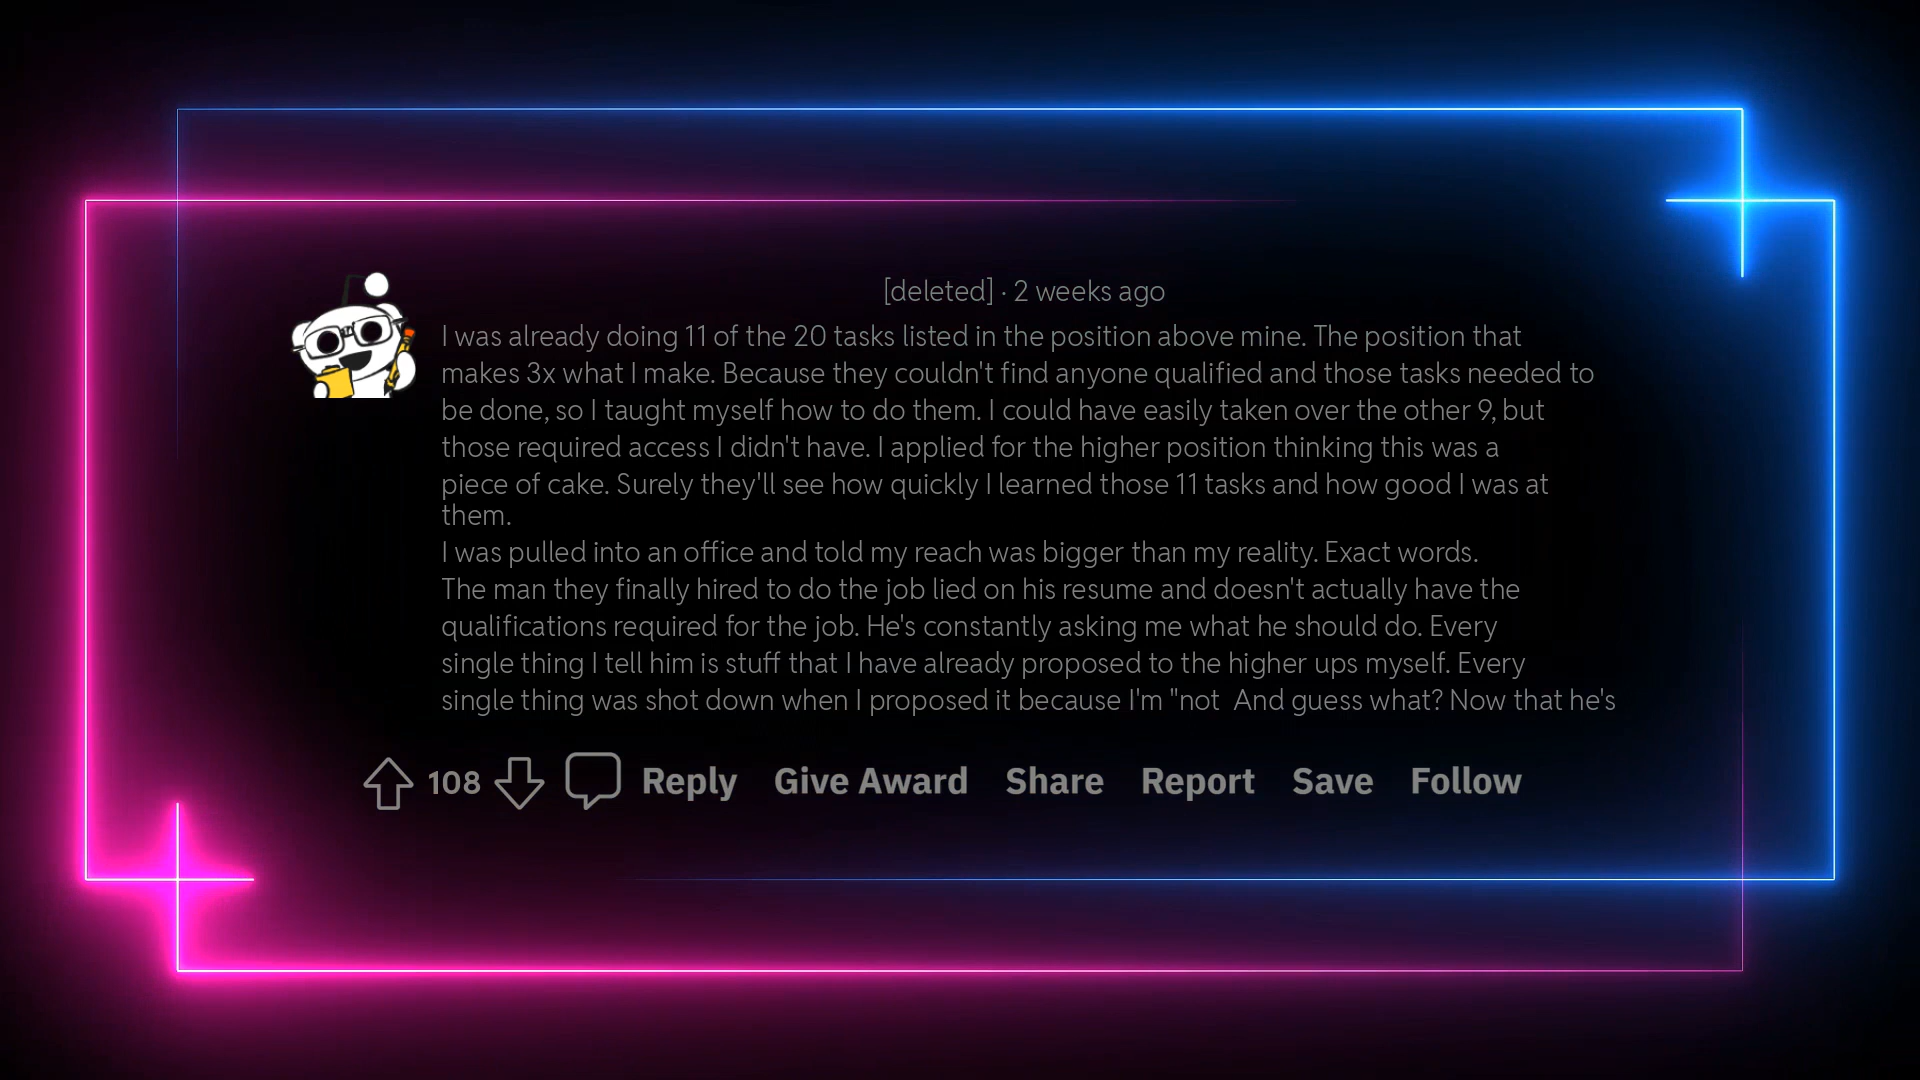 [deleted] · 2 weeks ago
I was already doing 11 of the 20 tasks listed in the position above mine. The position that
makes 3x what I make. Because they couldn't find anyone qualified and those tasks needed to
be done, so I taught myself how to do them. I could have easily taken over the other 9, but
those required access I didn't have. I applied for the higher position thinking this was a
piece of cake. Surely they'll see how quickly I learned those 11 tasks and how good I was at
them.
I was pulled into an office and told my reach was bigger than my reality. Exact words.
The man they finally hired to do the job lied on his resume and doesn't actually have the
qualifications required for the job. He's constantly asking me what he should do. Every
single thing I tell him is stuff that I have already proposed to the higher ups myself. Every
single thing was shot down when I proposed it because I'm "not  And guess what? Now that he's
108 Reply Give Award Share Report Save Follow